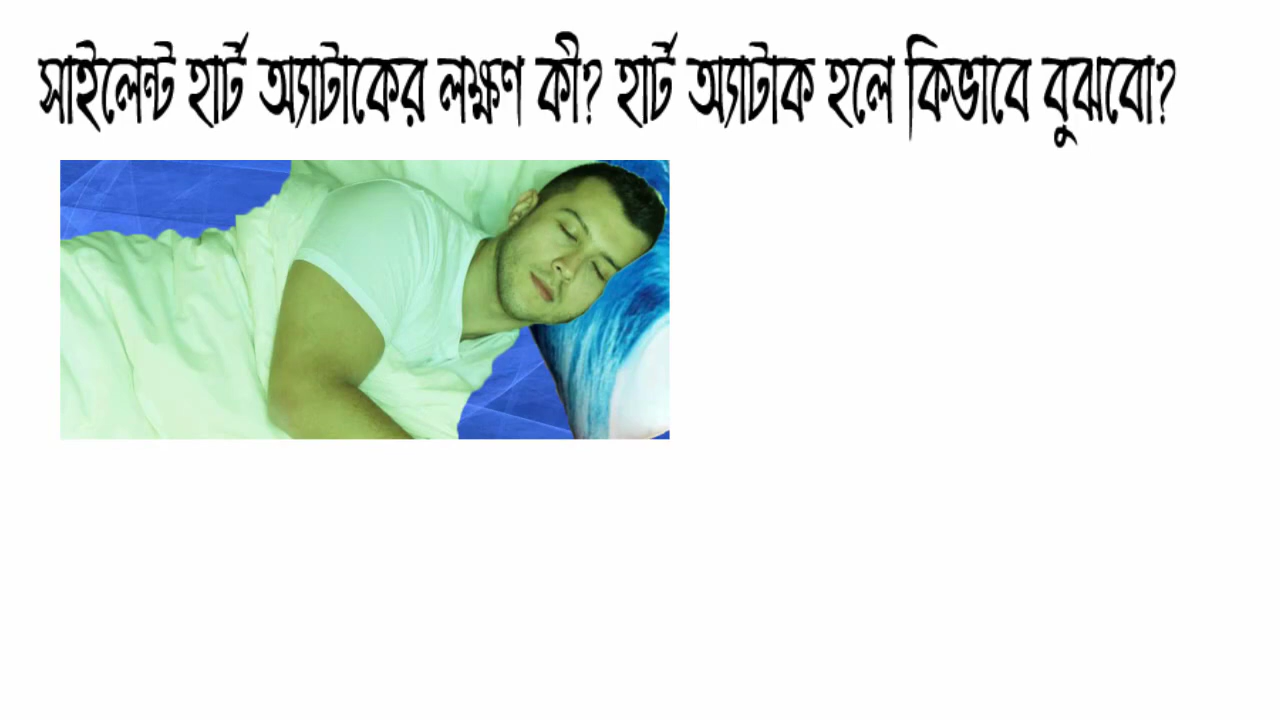 সাইলেন্ট হার্ট অ্যাটাকের লক্ষণ কী? হার্ট অ্যাটাক হলে কিভাবে বুঝবো?